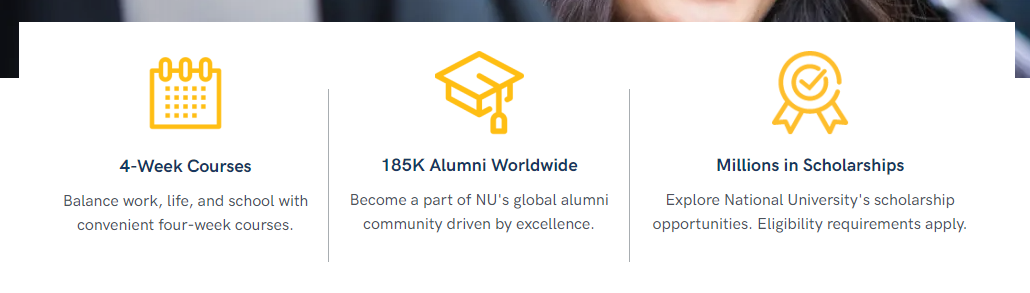 4-Week Courses
Balance work, life, and school with
convenient four-week courses.
185K Alumni Worldwide
Become a part of NU's global alumni
community driven by excellence.
Millions in Scholarships
Explore National University's scholarship
opportunities. Eligibility requirements apply.